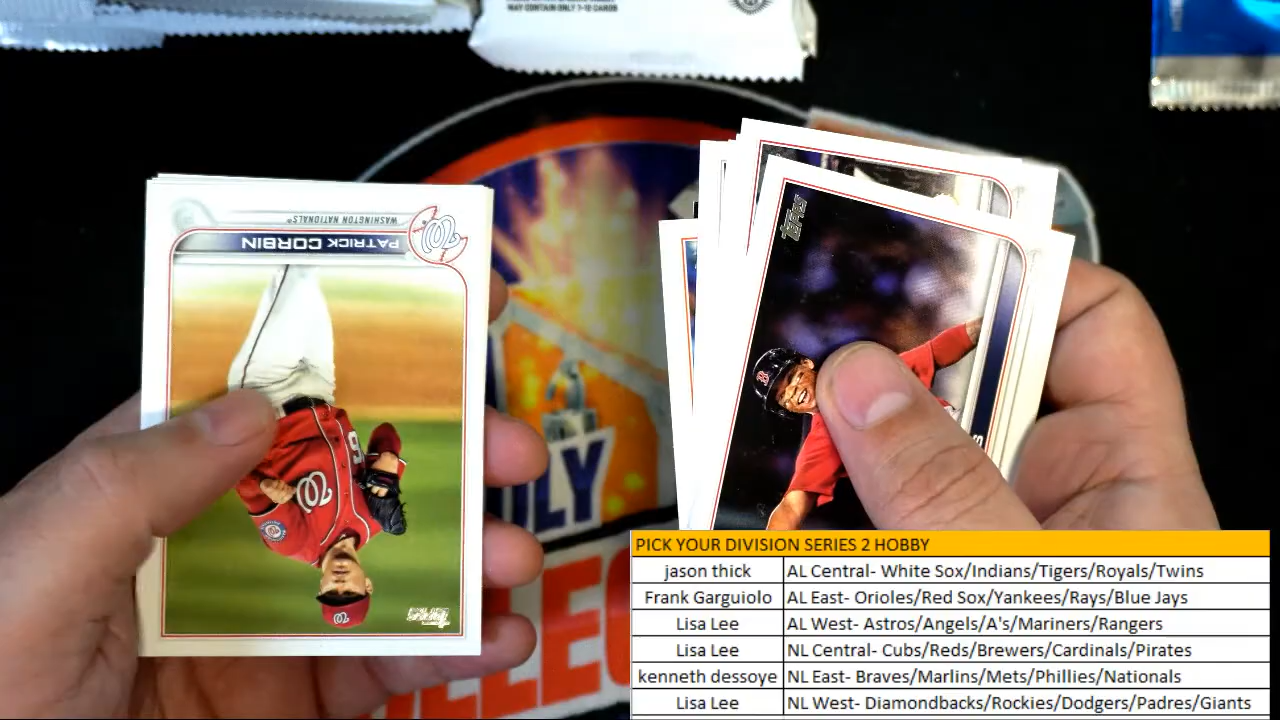 MAY CONTAIN ONLY 7-12 CARDS
WASHINGTON NATIONALS
PATRICK CORBIN
PICK YOUR DIVISION SERIES 2 HOBBY
jason thick AL Central- White Sox/Indians/Tigers/Royals/Twins
Frank Garguiolo AL East- Orioles/Red Sox/Yankees/Rays/Blue Jays
Lisa Lee AL West- Astros/Angels/A's/Mariners/Rangers
Lisa Lee NL Central- Cubs/Reds/Brewers/Cardinals/Pirates
kenneth dessoye NL East- Braves/Marlins/Mets/Phillies/Nationals
Lisa Lee NL West- Diamondbacks/Rockies/Dodgers/Padres/Giants